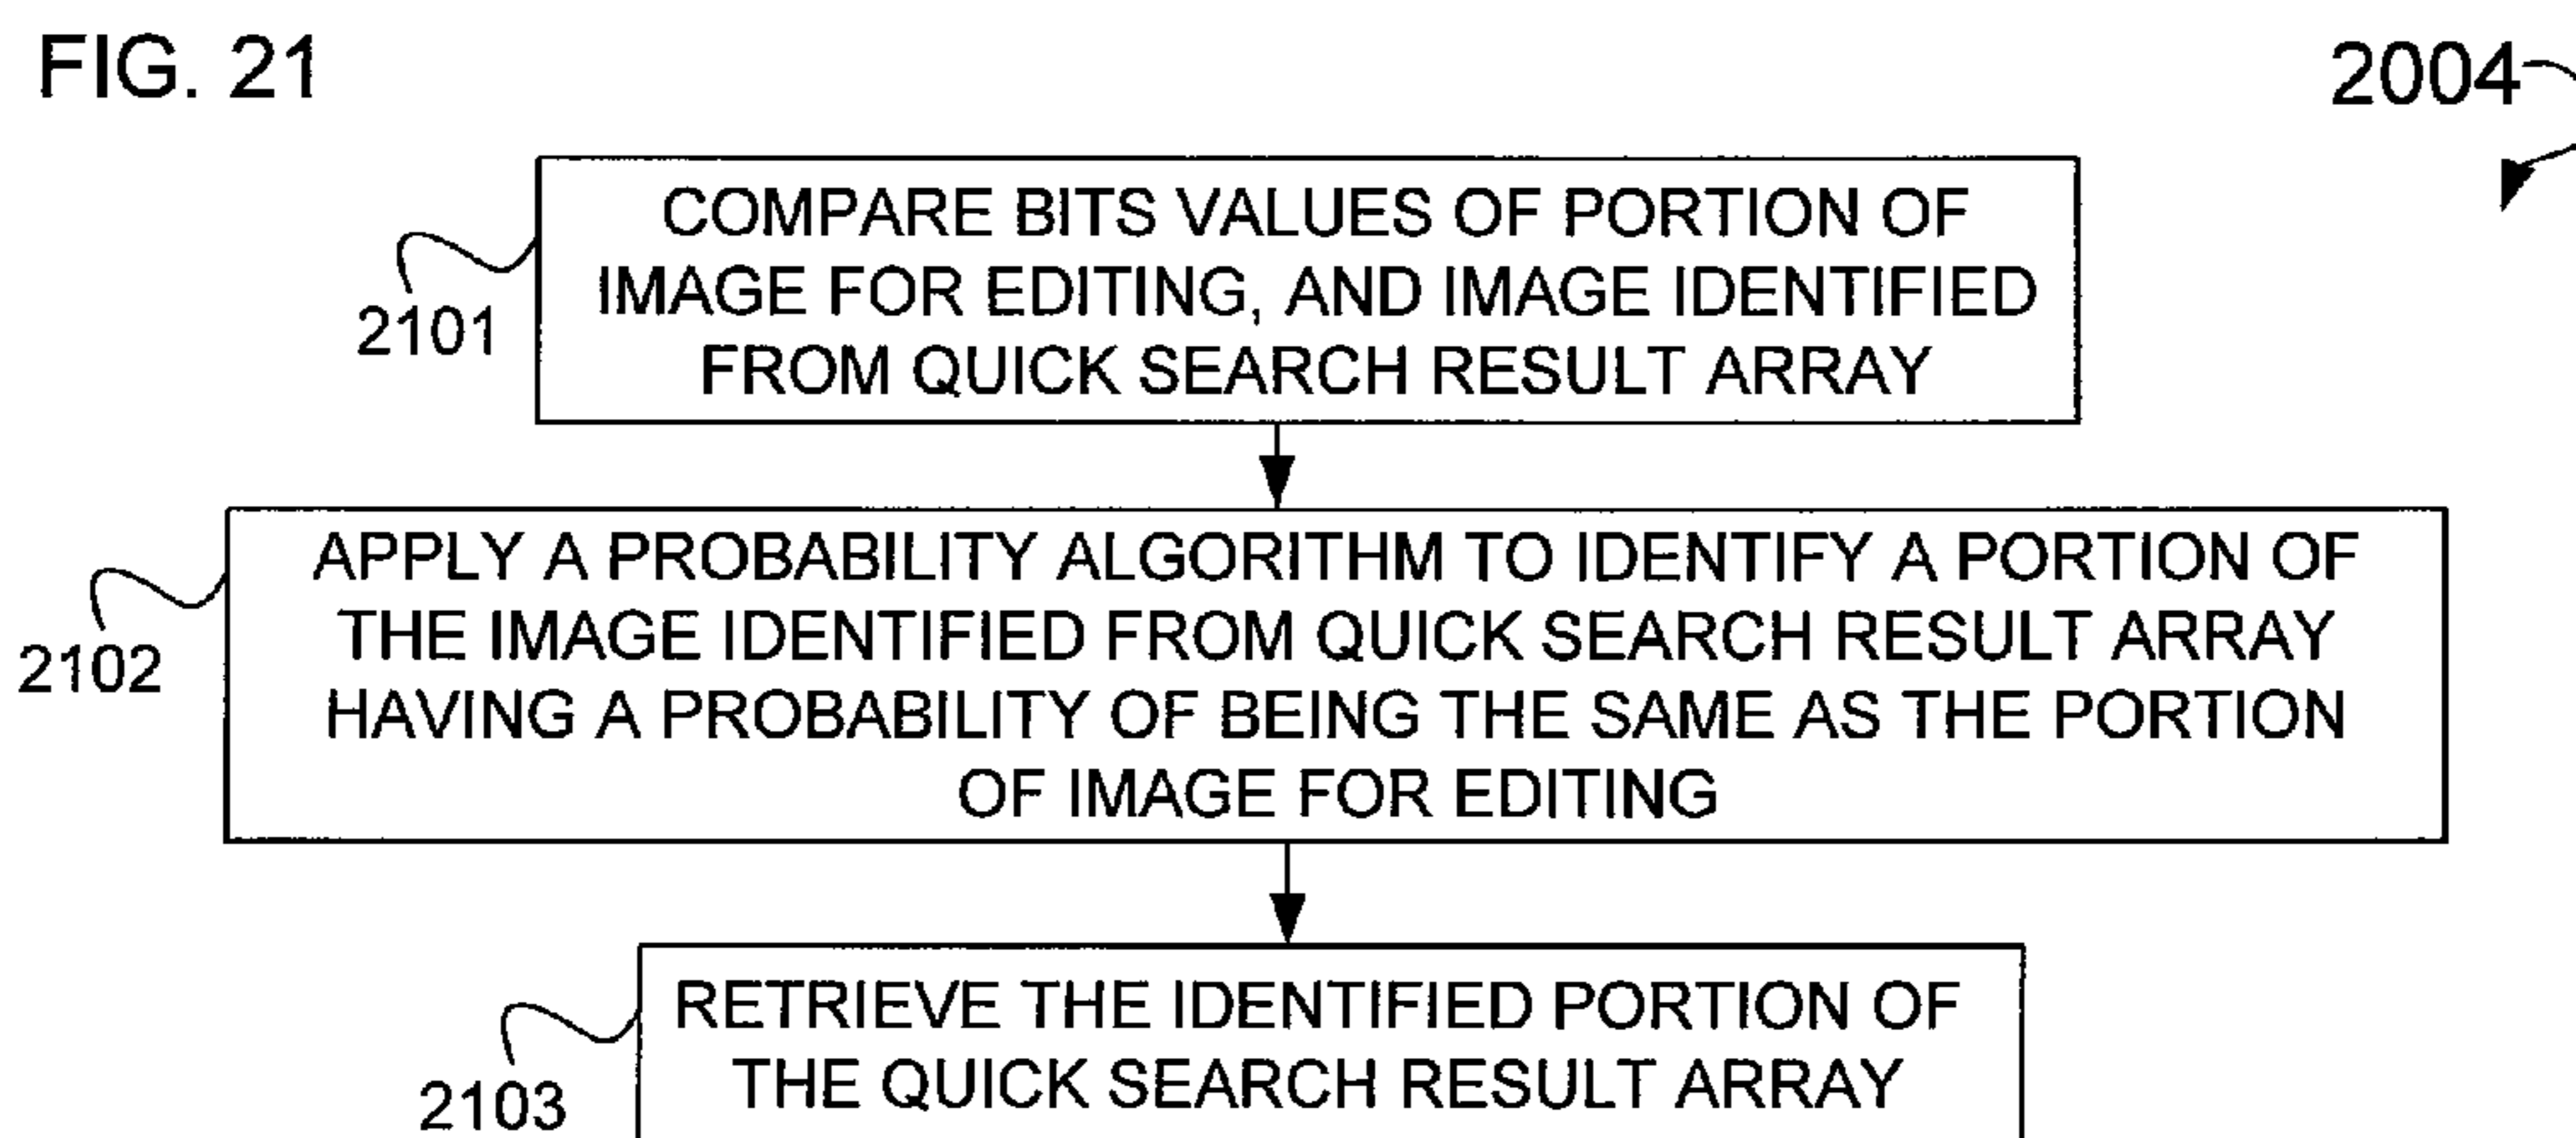 FIG. 21
2004
COMPARE BITS VALUES OF PORTION OF
IMAGE FOR EDITING, AND IMAGE IDENTIFIED
FROM QUICK SEARCH RESULT ARRAY
2101
APPLY A PROBABILITY ALGORITHM TO IDENTIFY A PORTION OF
THE IMAGE IDENTIFIED FROM QUICK SEARCH RESULT ARRAY
HAVING A PROBABILITY OF BEING THE SAME AS THE PORTION
OF IMAGE FOR EDITING
2102
RETRIEVE THE IDENTIFIED PORTION OF
THE QUICK SEARCH RESULT ARRAY
2103